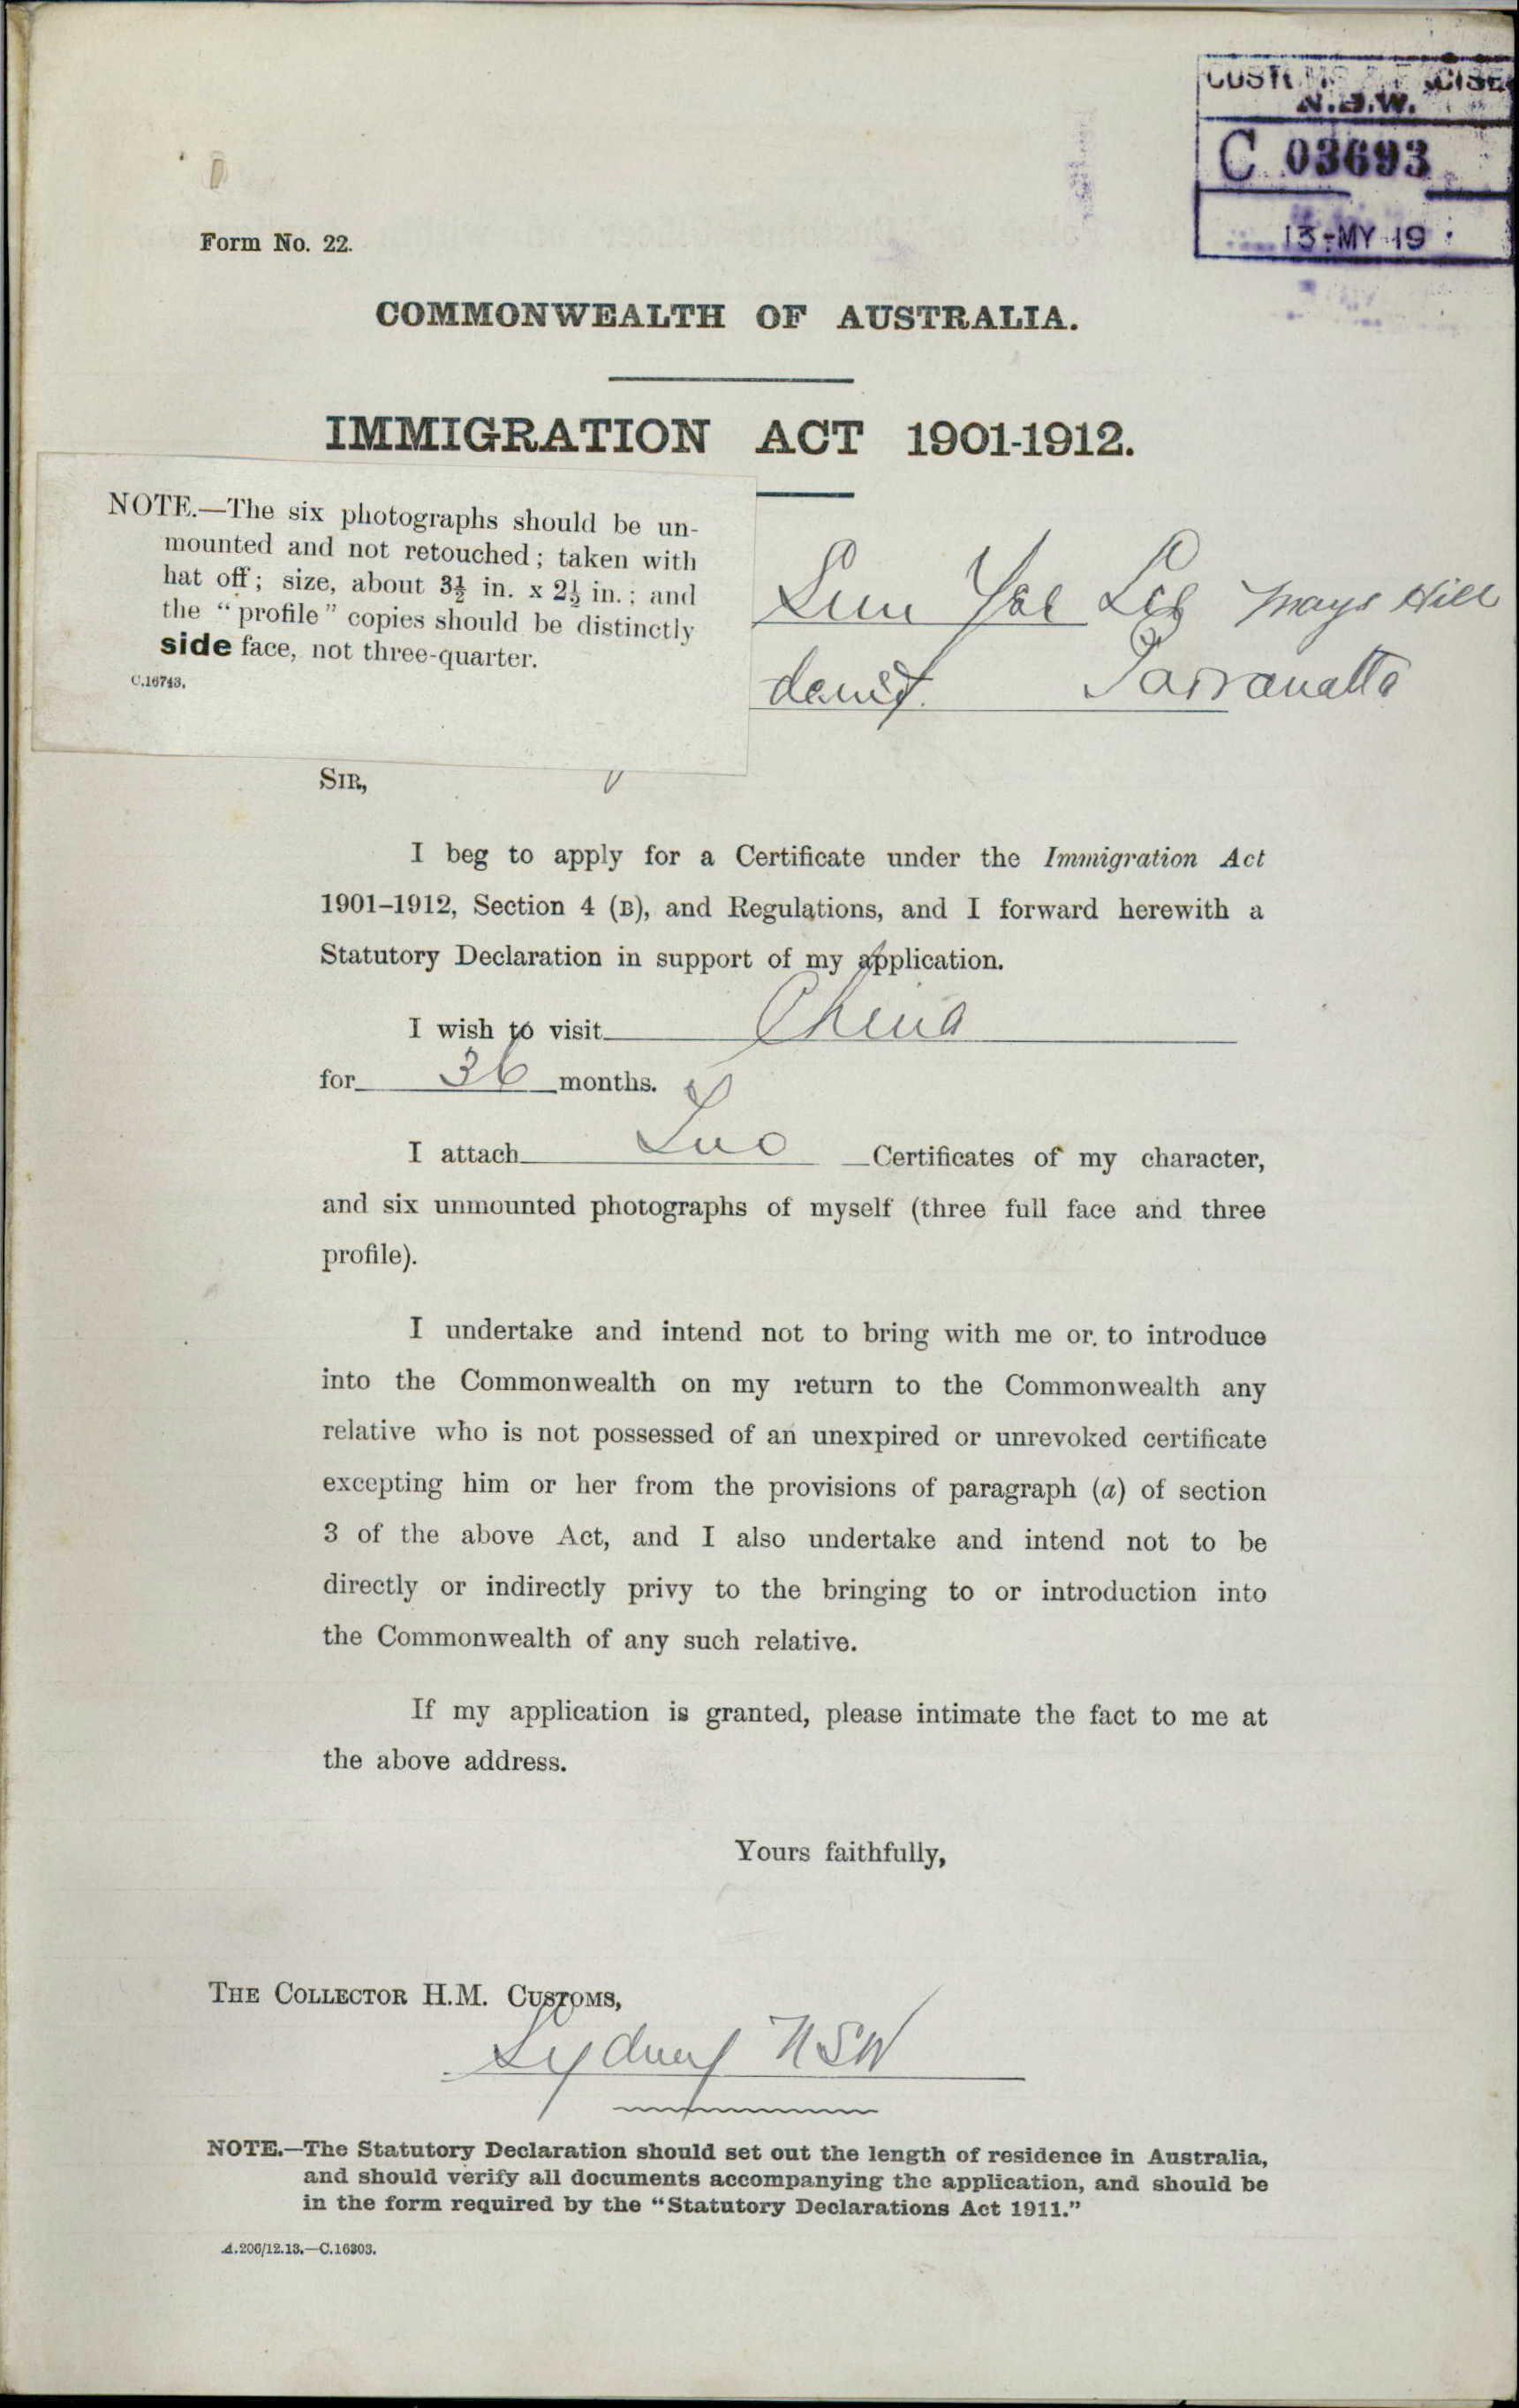 N.S.W.
C 03693
13-MY 19
Form No. 22.
COMMONWEALTH OF AUSTRALIA.
IMMIGRATION ACT 1901-1912.
NOTE.—The six photographs should be un-
mounted and not retouched; taken with
hat off; size, about 3½ in. x 2½ in.; and
the "profile" copies should be distinctly
side face, not three-quarter.
C.16743.
Mays Hill
Parramatta
SIR,
I beg to apply for a Certificate under the Immigration Act
1901–1912, Section 4 (B), and Regulations, and I forward herewith a
Statutory Declaration in support of my application.
I wish to visit China
for 36 months.
I attach Two Certificates of my character,
and six unmounted photographs of myself (three full face and three
profile).
I undertake and intend not to bring with me or to introduce
into the Commonwealth on my return to the Commonwealth any
relative who is not possessed of an unexpired or unrevoked certificate
excepting him or her from the provisions of paragraph (a) of section
3 of the above Act, and I also undertake and intend not to be
directly or indirectly privy to the bringing to or introduction into
the Commonwealth of any such relative.
If my application is granted, please intimate the fact to me at
the above address.
Yours faithfully,
THE COLLECTOR H.M. CUSTOMS,
Sydney NSW
NOTE.—The Statutory Declaration should set out the length of residence in Australia,
and should verify all documents accompanying the application, and should be
in the form required by the "Statutory Declarations Act 1911."
A.206/12.13.—C.16303.